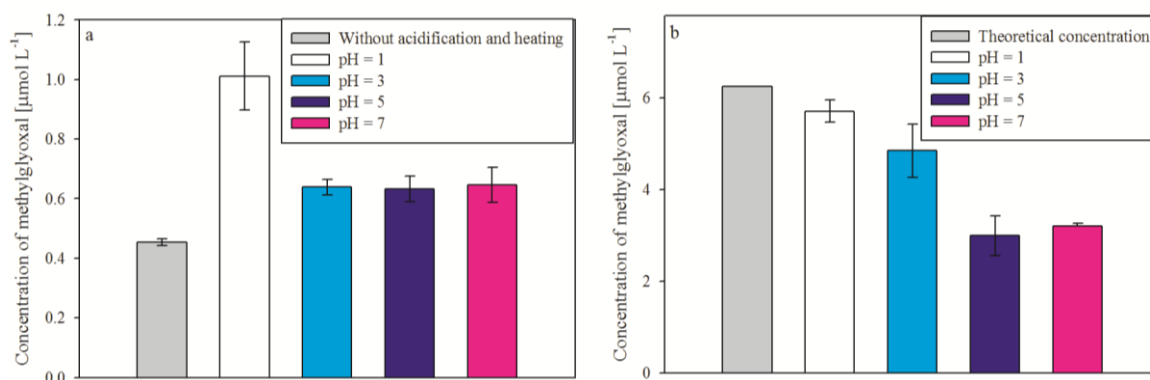 a
Concentration of methylglyoxal [µmol L⁻¹]
1.2
1.0
0.8
0.6
0.4
0.2
0.0
Without acidification and heating
pH = 1
pH = 3
pH = 5
pH = 7
b
Concentration of methylglyoxal [µmol L⁻¹]
6
4
2
0
Theoretical concentration
pH = 1
pH = 3
pH = 5
pH = 7